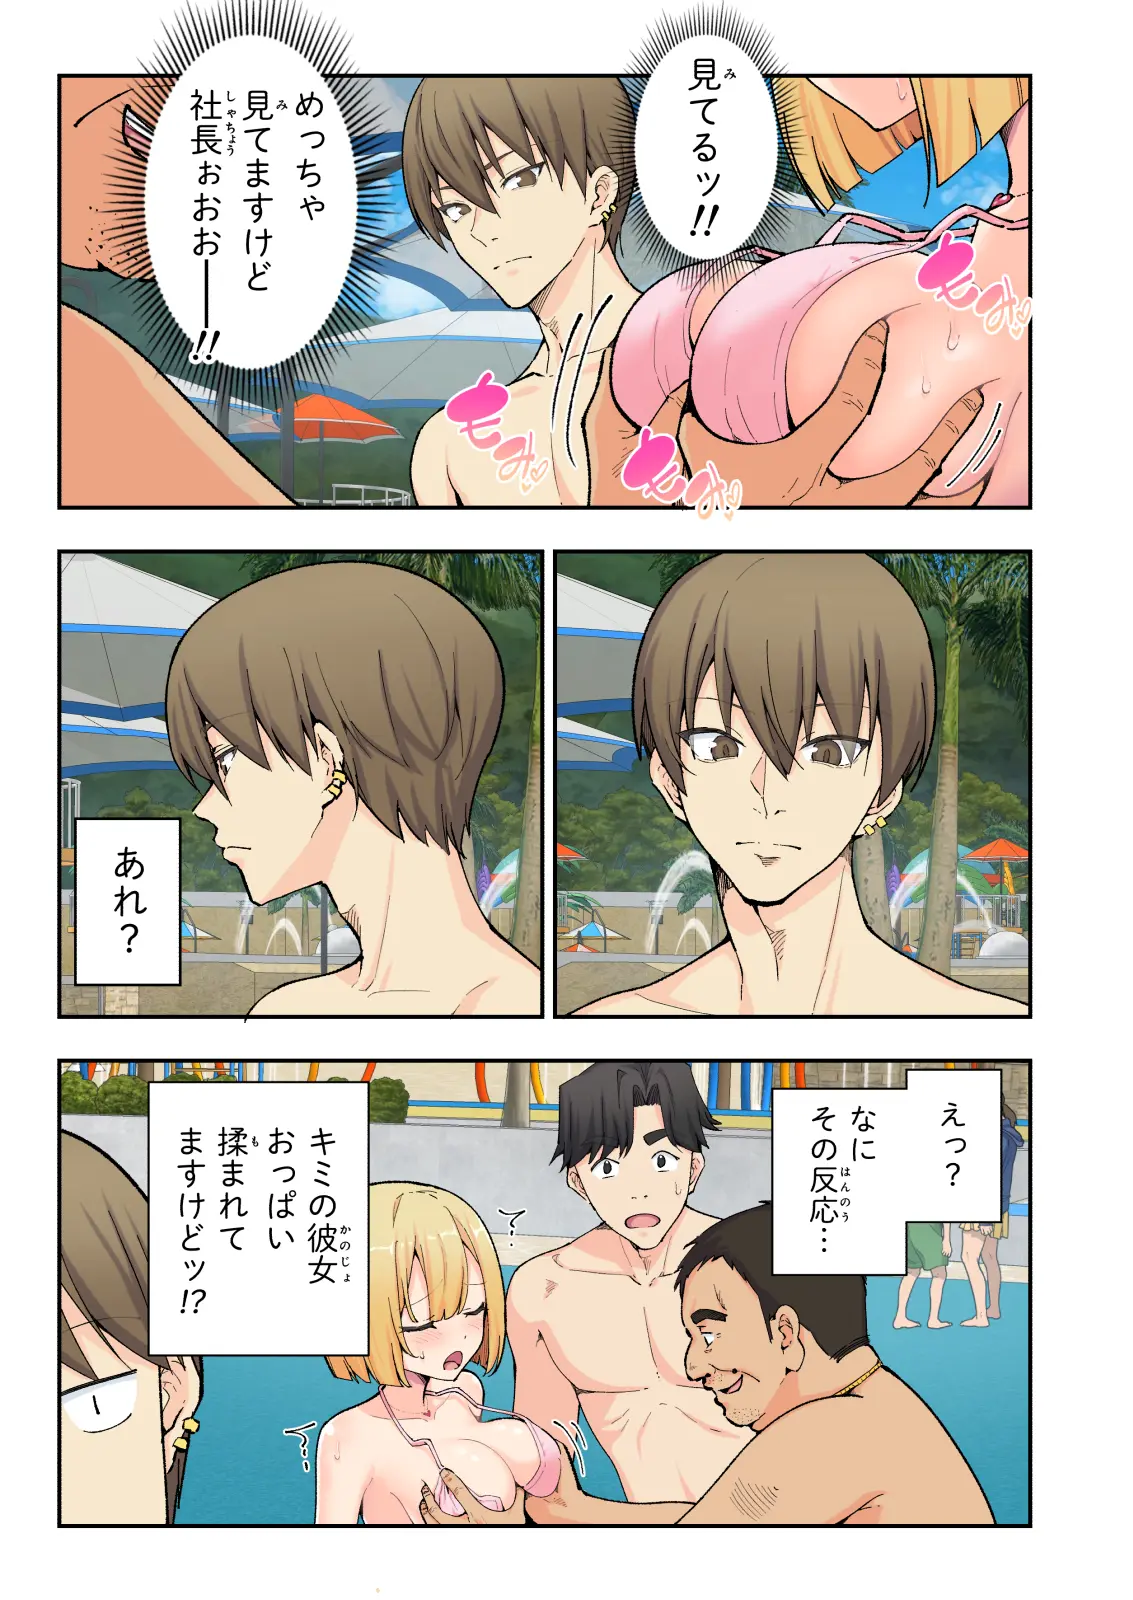 見てるッ!!
めっちゃ
見てますけど
社長ぉおお──!!
もみ♡
もみ♡
もみ♡
あれ？
えっ？
なに
その反応…
キミの彼女
おっぱい
揉まれて
ますけどッ!?